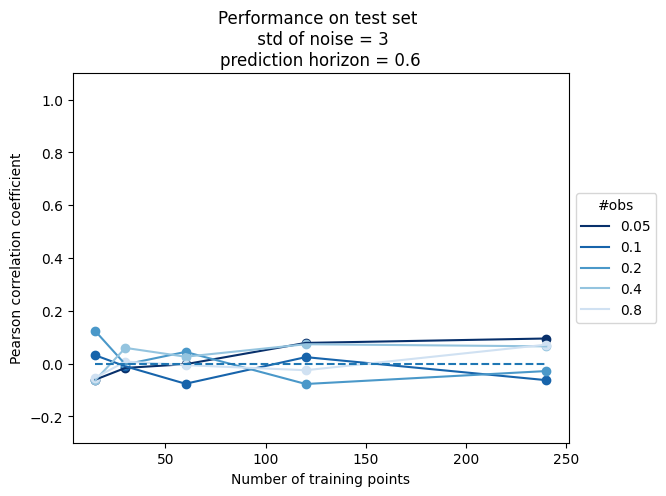 Performance on test set
std of noise = 3
prediction horizon = 0.6
Pearson correlation coefficient
1.0
0.8
0.6
0.4
0.2
0.0
−0.2
50
100
150
200
250
Number of training points
#obs
0.05
0.1
0.2
0.4
0.8